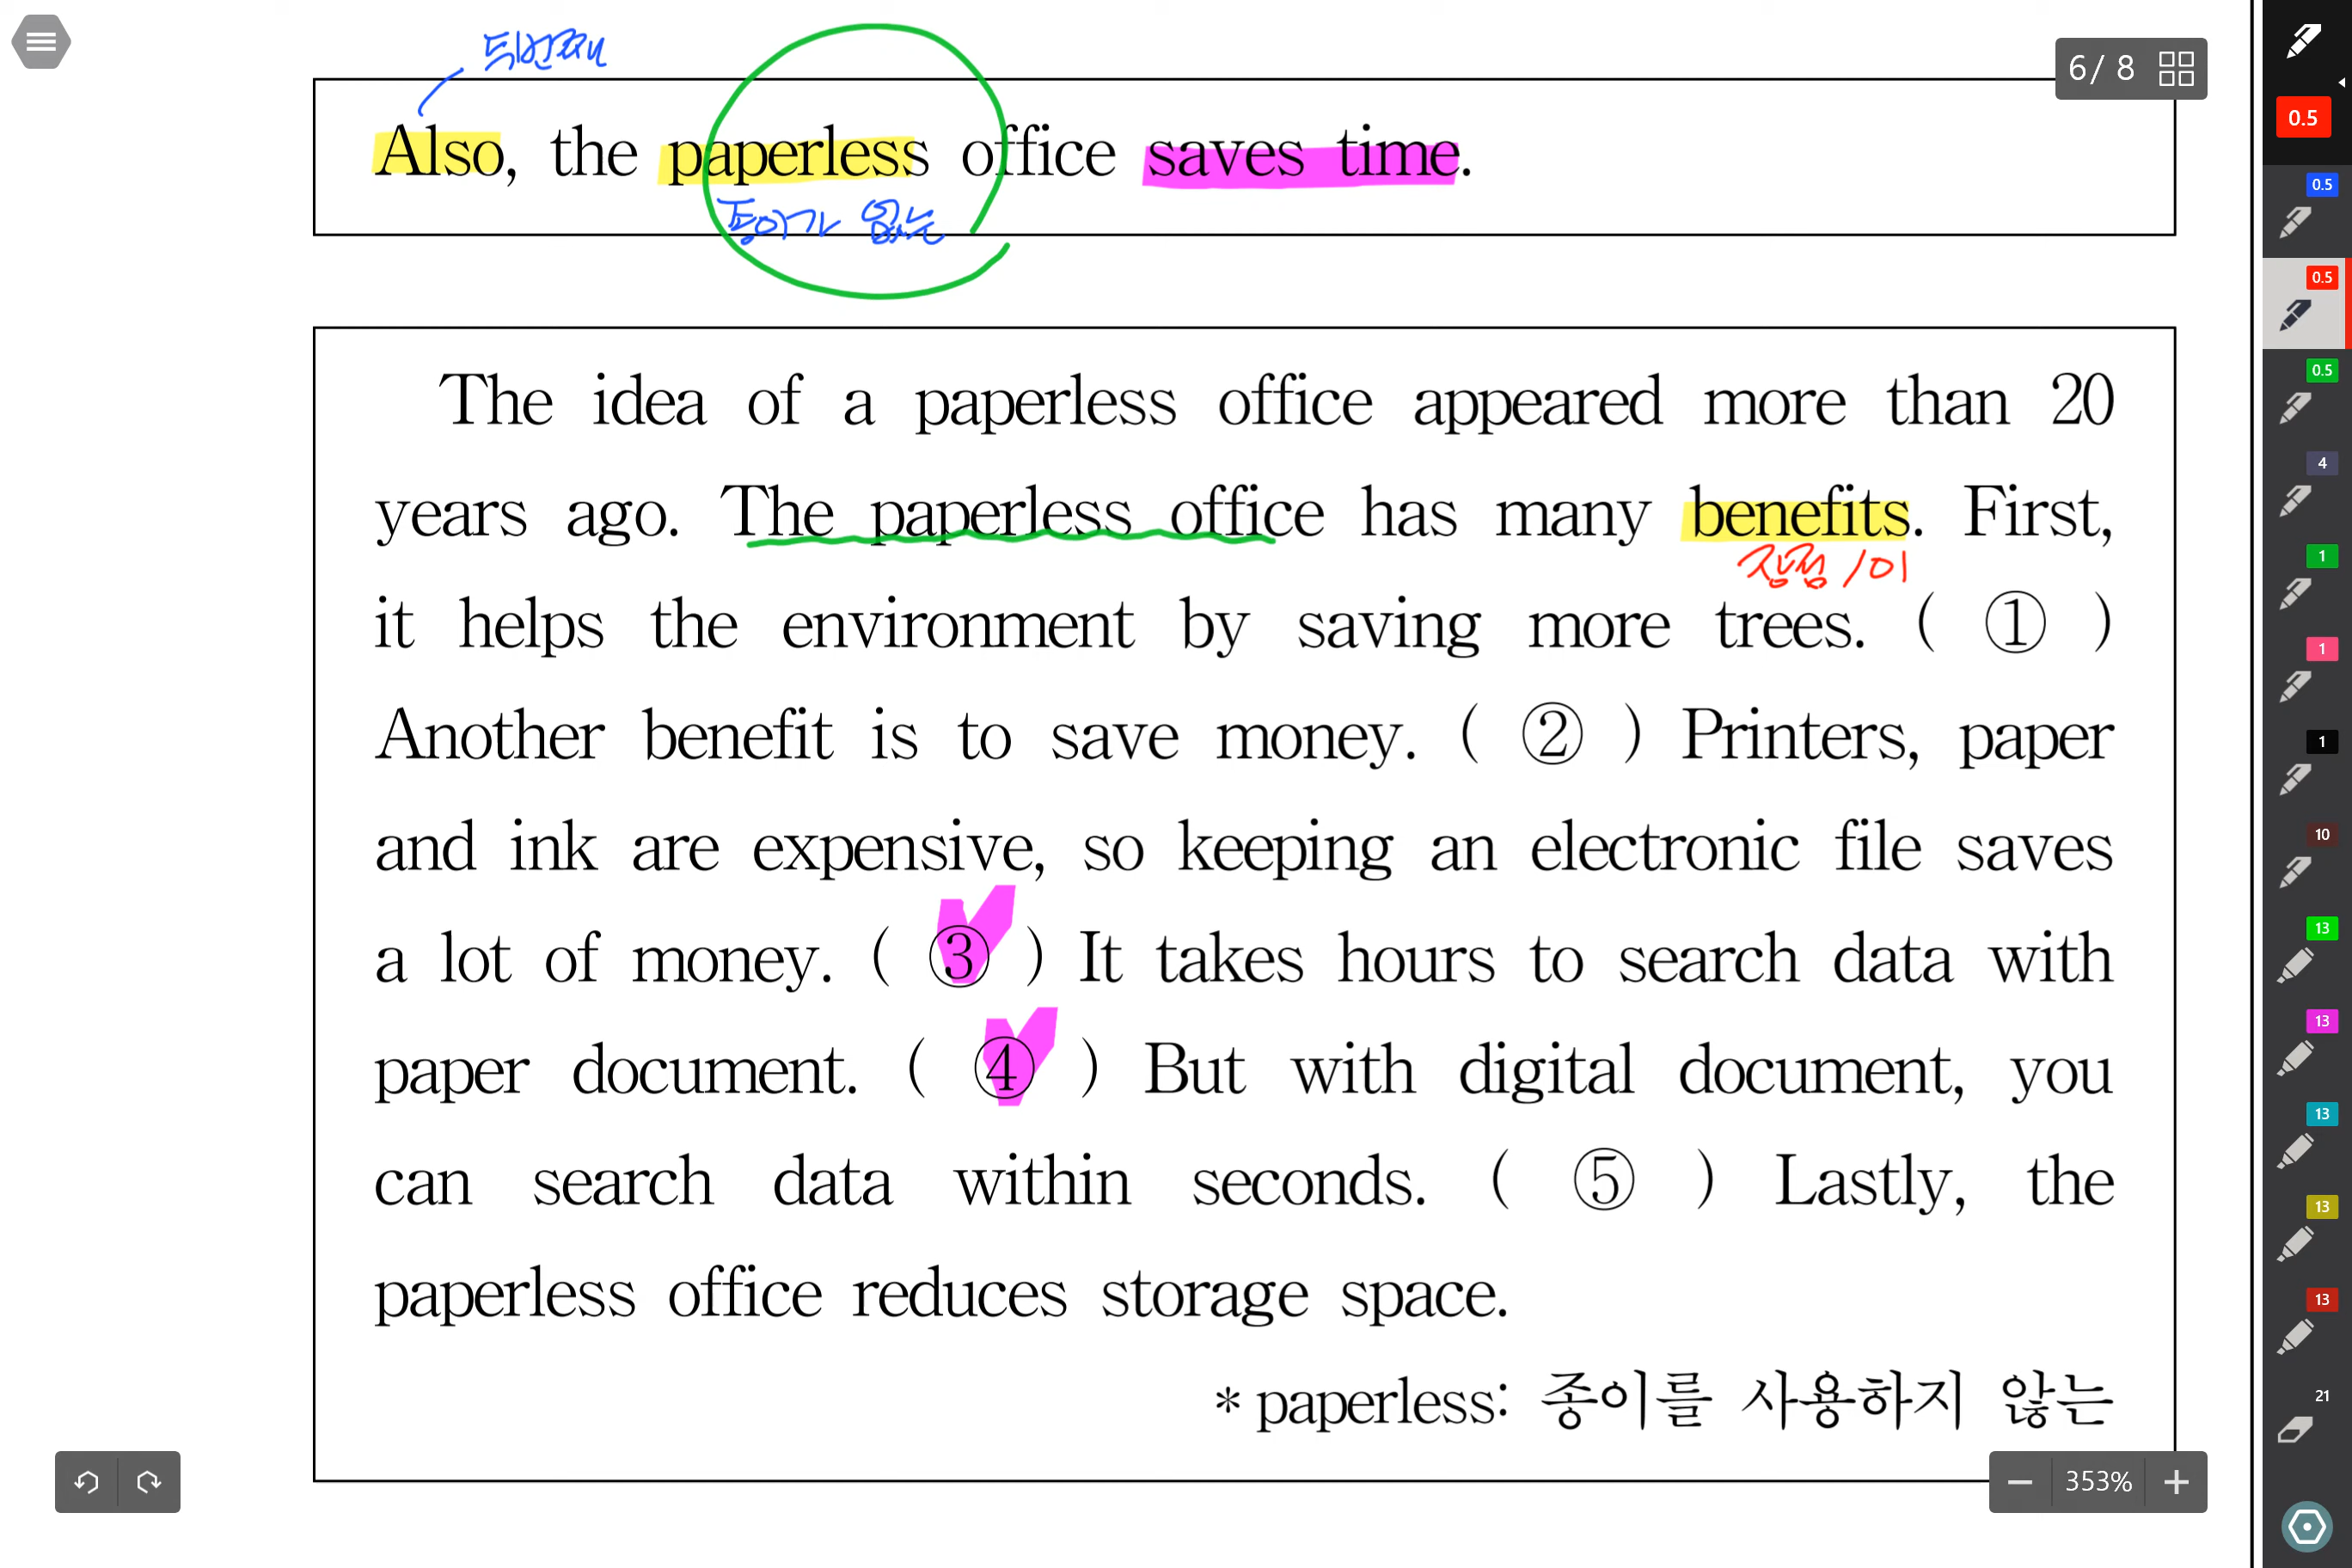 6/ 8
0.5
Also, the paperless office saves time.
종이가 없는
The idea of a paperless office appeared more than 20
years ago. The paperless office has many benefits. First,
장점 / 이
it helps the environment by saving more trees. ( ① )
Another benefit is to save money. ( ② ) Printers, paper
and ink are expensive, so keeping an electronic file saves
a lot of money. ( ③ ) It takes hours to search data with
paper document. ( ④ ) But with digital document, you
can search data within seconds. ( ⑤ ) Lastly, the
paperless office reduces storage space.
* paperless: 종이를 사용하지 않는
353%
0.5
0.5
0.5
4
1
1
1
10
13
13
13
13
13
21